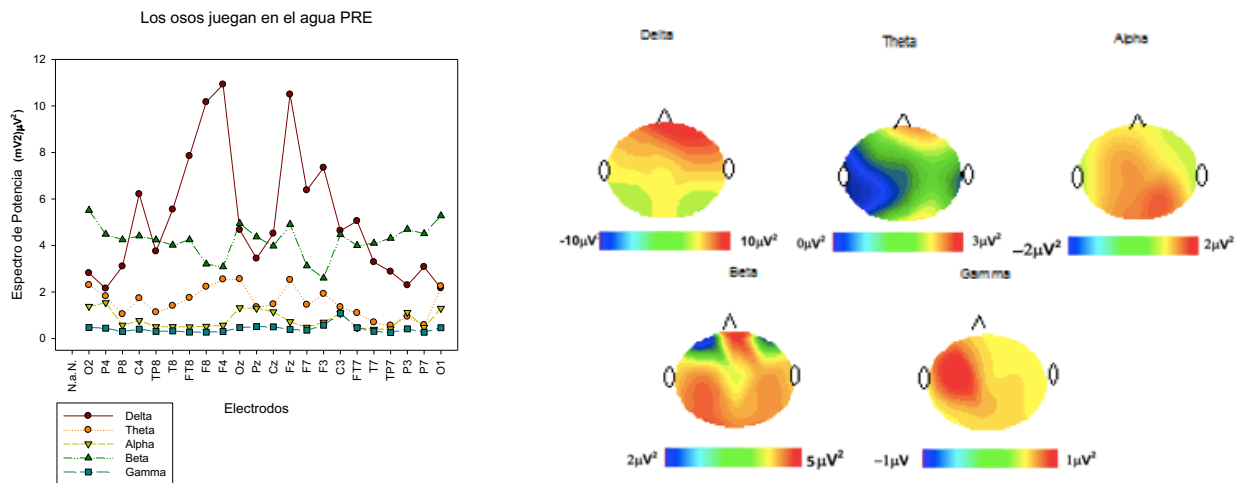 Los osos juegan en el agua PRE
Espectro de Potencia (mV2)µV²)
12
10
8
6
4
2
0
N.a.N.
O2
P4
P8
C4
TP8
T8
FT8
F8
F4
Oz
Pz
Cz
Fz
F7
F3
C3
FT7
T7
TP7
P3
P7
O1
Electrodos
Delta
Theta
Alpha
Beta
Gamma
Delta
-10µV²
10µV²
Theta
0µV²
3µV²
Alpha
−2µV²
2µV²
Beta
2µV²
5µV²
Gamma
−1µV
1µV²